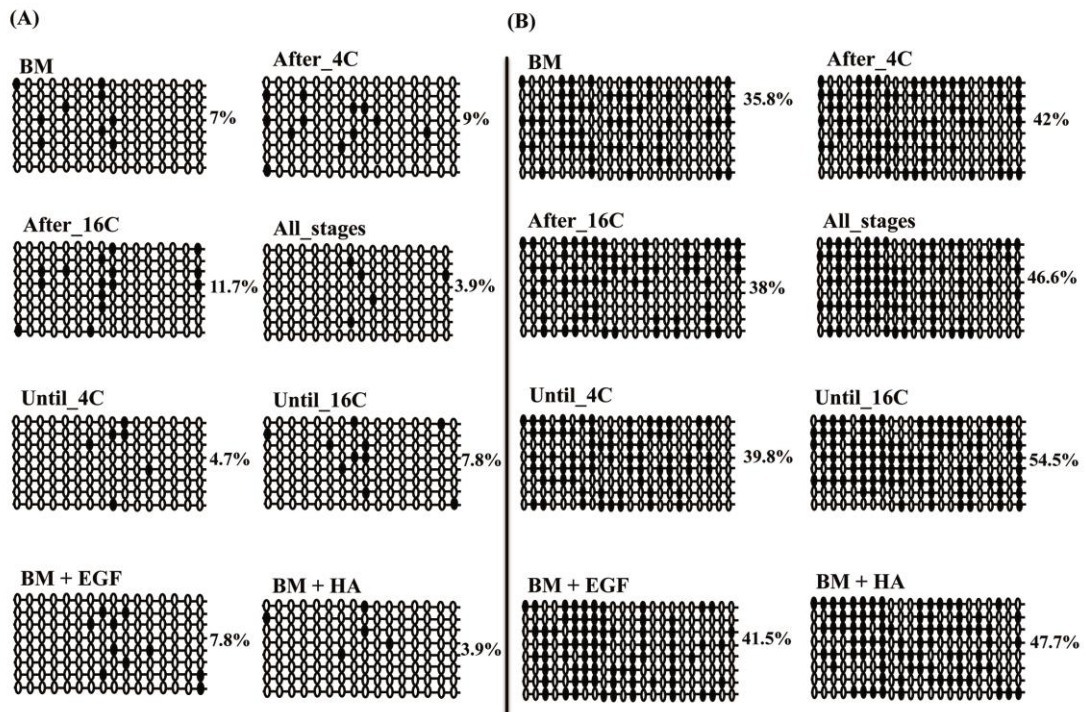 (A)
BM
7%
After_4C
9%
After_16C
11.7%
All_stages
3.9%
Until_4C
4.7%
Until_16C
7.8%
BM + EGF
7.8%
BM + HA
3.9%
(B)
BM
35.8%
After_4C
42%
After_16C
38%
All_stages
46.6%
Until_4C
39.8%
Until_16C
54.5%
BM + EGF
41.5%
BM + HA
47.7%